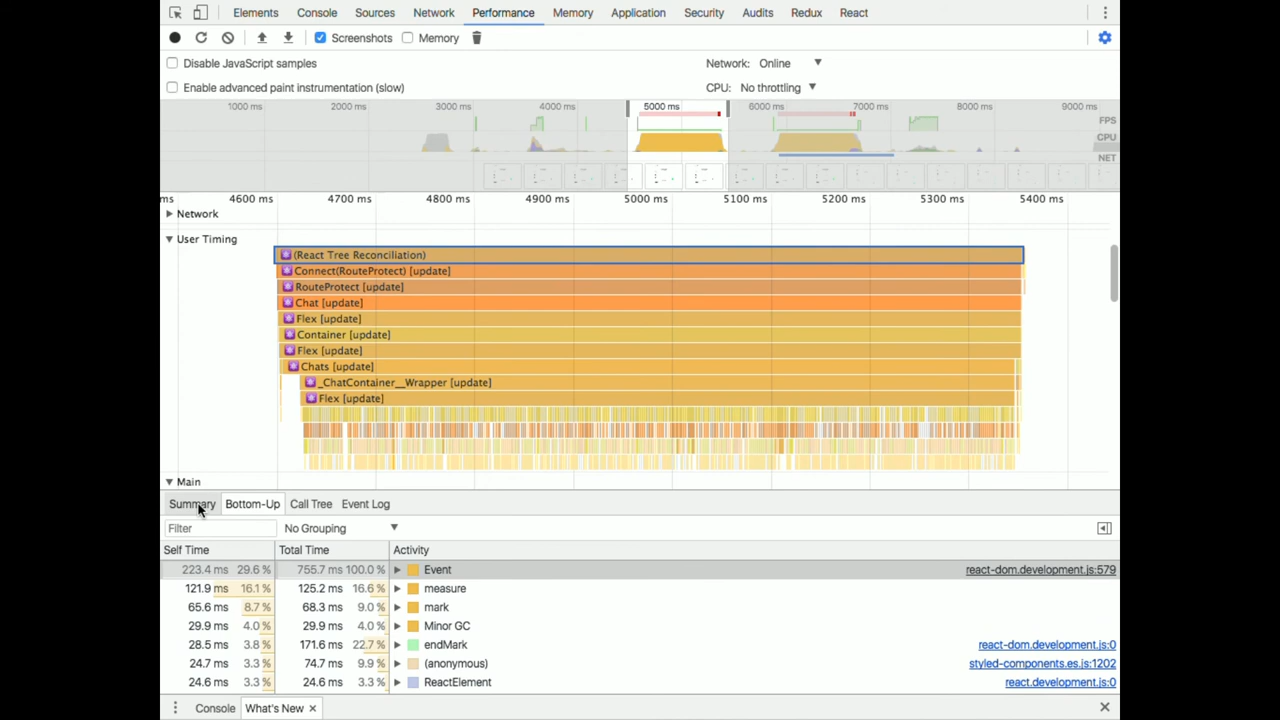 Elements Console Sources Network Performance Memory Application Security Audits Redux React
Screenshots Memory
Disable JavaScript samples Network: Online
Enable advanced paint instrumentation (slow) CPU: No throttling
1000 ms 2000 ms 3000 ms 4000 ms 5000 ms 6000 ms 7000 ms 8000 ms 9000 ms
FPS
CPU
NET
ms 4600 ms 4700 ms 4800 ms 4900 ms 5000 ms 5100 ms 5200 ms 5300 ms 5400 ms
Network
User Timing
(React Tree Reconciliation)
Connect(RouteProtect) [update]
RouteProtect [update]
Chat [update]
Flex [update]
Container [update]
Flex [update]
Chats [update]
_ChatContainer__Wrapper [update]
Flex [update]
Main
Summary Bottom-Up Call Tree Event Log
Filter No Grouping
Self Time Total Time Activity
223.4 ms 29.6 % 755.7 ms 100.0 % Event react-dom.development.js:579
121.9 ms 16.1 % 125.2 ms 16.6 % measure
65.6 ms 8.7 % 68.3 ms 9.0 % mark
29.9 ms 4.0 % 29.9 ms 4.0 % Minor GC
28.5 ms 3.8 % 171.6 ms 22.7 % endMark react-dom.development.js:0
24.7 ms 3.3 % 74.7 ms 9.9 % (anonymous) styled-components.es.js:1202
24.6 ms 3.3 % 24.6 ms 3.3 % ReactElement react.development.js:0
Console What's New